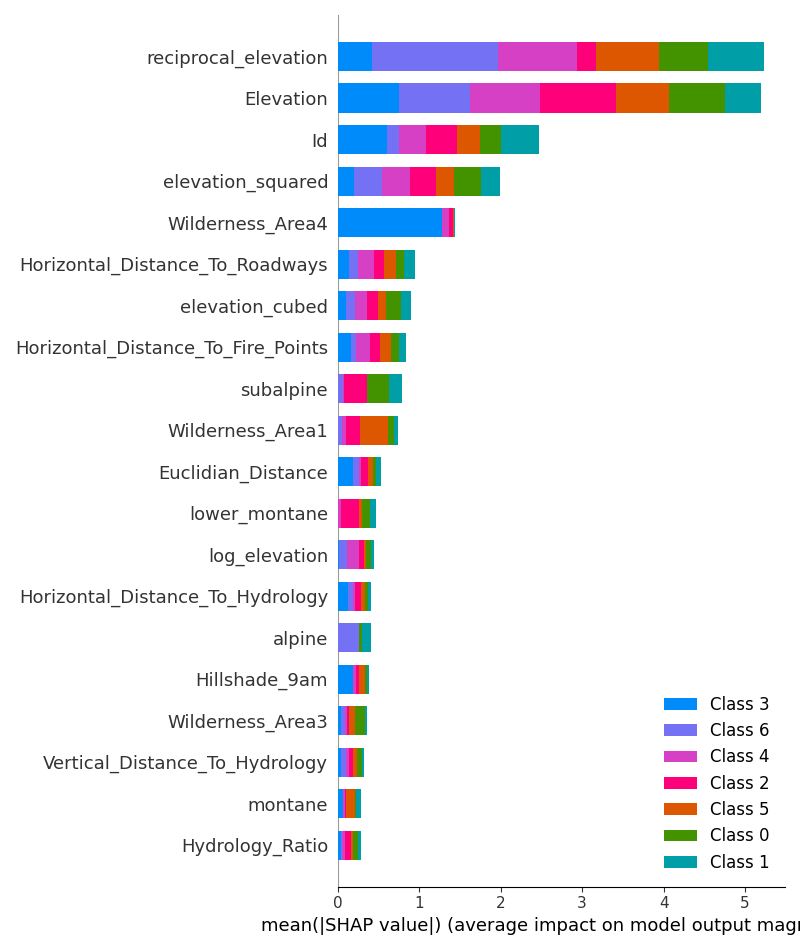 reciprocal_elevation
Elevation
Id
elevation_squared
Wilderness_Area4
Horizontal_Distance_To_Roadways
elevation_cubed
Horizontal_Distance_To_Fire_Points
subalpine
Wilderness_Area1
Euclidian_Distance
lower_montane
log_elevation
Horizontal_Distance_To_Hydrology
alpine
Hillshade_9am
Wilderness_Area3
Vertical_Distance_To_Hydrology
montane
Hydrology_Ratio
Class 3
Class 6
Class 4
Class 2
Class 5
Class 0
Class 1
0 1 2 3 4 5
mean(|SHAP value|) (average impact on model output magr